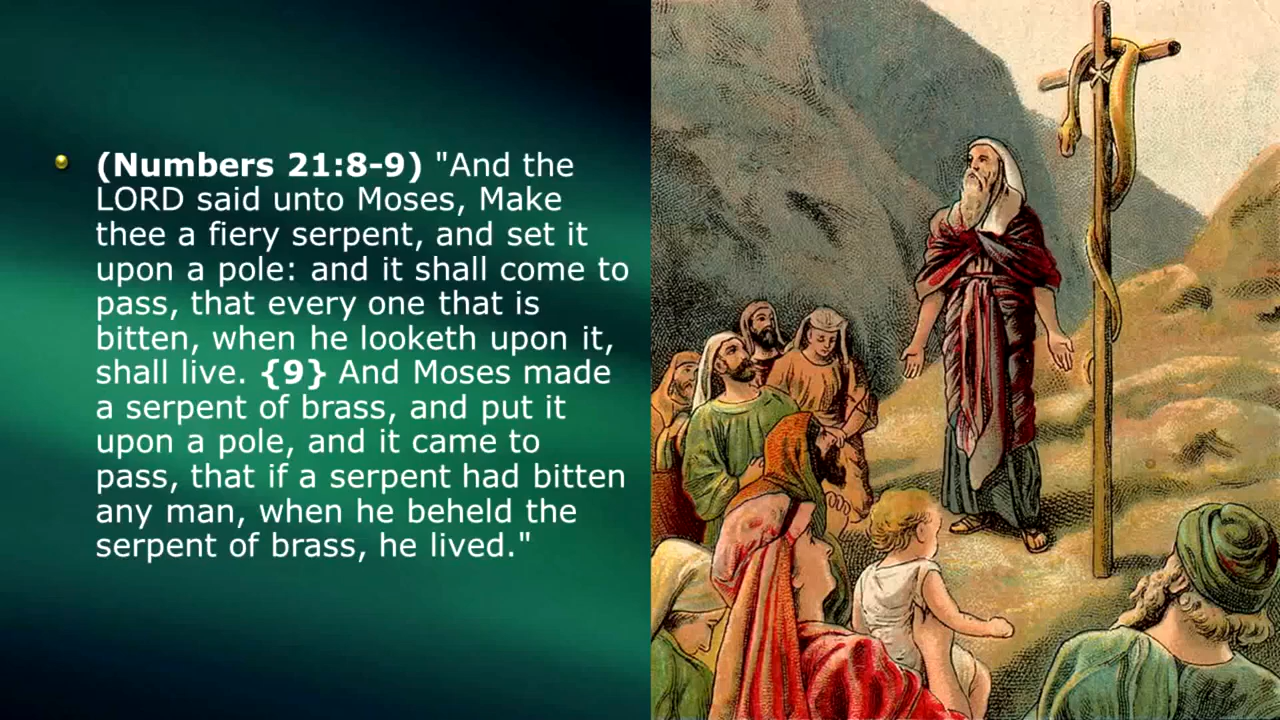 (Numbers 21:8-9) "And the
LORD said unto Moses, Make
thee a fiery serpent, and set it
upon a pole: and it shall come to
pass, that every one that is
bitten, when he looketh upon it,
shall live. {9} And Moses made
a serpent of brass, and put it
upon a pole, and it came to
pass, that if a serpent had bitten
any man, when he beheld the
serpent of brass, he lived."